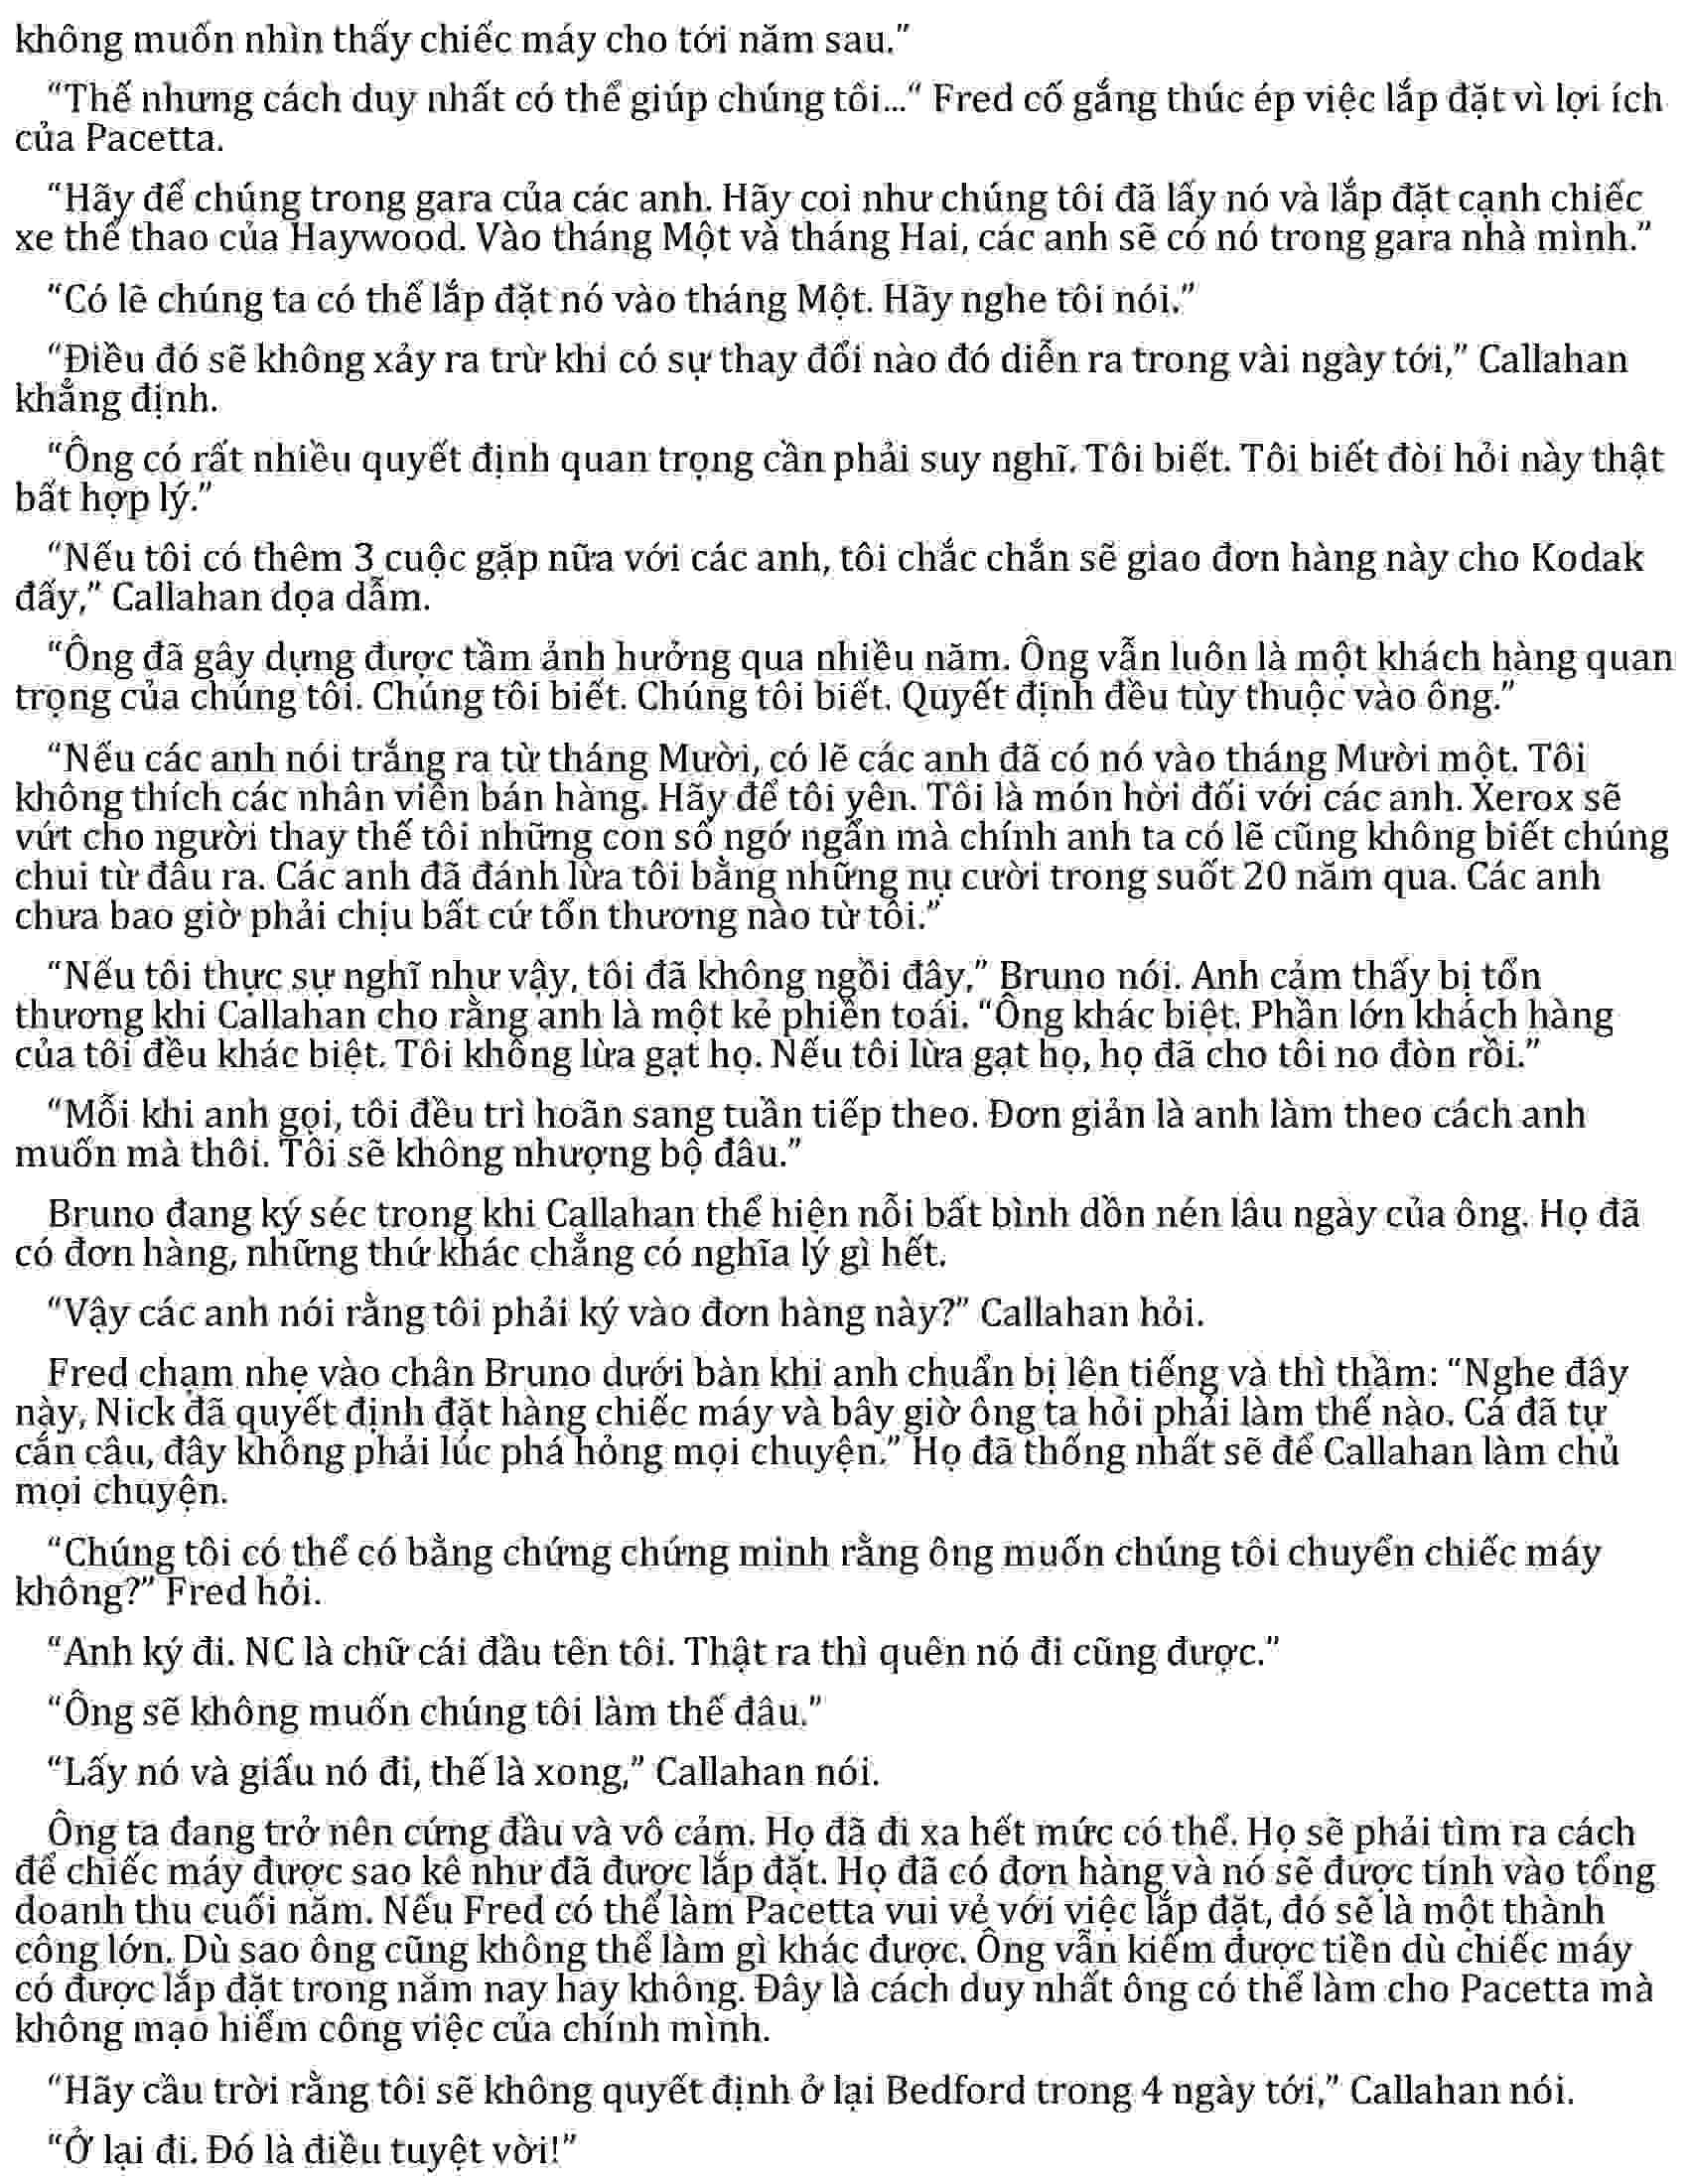 không muốn nhìn thấy chiếc máy cho tới năm sau.”
“Thế nhưng cách duy nhất có thể giúp chúng tôi...“ Fred cố gắng thúc ép việc lắp đặt vì lợi ích
của Pacetta.
“Hãy để chúng trong gara của các anh. Hãy coi như chúng tôi đã lấy nó và lắp đặt cạnh chiếc
xe thể thao của Haywood. Vào tháng Một và tháng Hai, các anh sẽ có nó trong gara nhà mình.”
“Có lẽ chúng ta có thể lắp đặt nó vào tháng Một. Hãy nghe tôi nói.”
“Điều đó sẽ không xảy ra trừ khi có sự thay đổi nào đó diễn ra trong vài ngày tới,” Callahan
khẳng định.
“Ông có rất nhiều quyết định quan trọng cần phải suy nghĩ. Tôi biết. Tôi biết đòi hỏi này thật
bất hợp lý.”
“Nếu tôi có thêm 3 cuộc gặp nữa với các anh, tôi chắc chắn sẽ giao đơn hàng này cho Kodak
đấy,” Callahan dọa dẫm.
“Ông đã gây dựng được tầm ảnh hưởng qua nhiều năm. Ông vẫn luôn là một khách hàng quan
trọng của chúng tôi. Chúng tôi biết. Chúng tôi biết. Quyết định đều tùy thuộc vào ông.”
“Nếu các anh nói trắng ra từ tháng Mười, có lẽ các anh đã có nó vào tháng Mười một. Tôi
không thích các nhân viên bán hàng. Hãy để tôi yên. Tôi là món hời đối với các anh. Xerox sẽ
vứt cho người thay thế tôi những con số ngớ ngẩn mà chính anh ta có lẽ cũng không biết chúng
chui từ đâu ra. Các anh đã đánh lừa tôi bằng những nụ cười trong suốt 20 năm qua. Các anh
chưa bao giờ phải chịu bất cứ tổn thương nào từ tôi.”
“Nếu tôi thực sự nghĩ như vậy, tôi đã không ngồi đây,” Bruno nói. Anh cảm thấy bị tổn
thương khi Callahan cho rằng anh là một kẻ phiền toái. “Ông khác biệt. Phần lớn khách hàng
của tôi đều khác biệt. Tôi không lừa gạt họ. Nếu tôi lừa gạt họ, họ đã cho tôi no đòn rồi.”
“Mỗi khi anh gọi, tôi đều trì hoãn sang tuần tiếp theo. Đơn giản là anh làm theo cách anh
muốn mà thôi. Tôi sẽ không nhượng bộ đâu.”
Bruno đang ký séc trong khi Callahan thể hiện nỗi bất bình dồn nén lâu ngày của ông. Họ đã
có đơn hàng, những thứ khác chẳng có nghĩa lý gì hết.
“Vậy các anh nói rằng tôi phải ký vào đơn hàng này?” Callahan hỏi.
Fred chạm nhẹ vào chân Bruno dưới bàn khi anh chuẩn bị lên tiếng và thì thầm: “Nghe đây
này, Nick đã quyết định đặt hàng chiếc máy và bây giờ ông ta hỏi phải làm thế nào. Cá đã tự
cắn câu, đây không phải lúc phá hỏng mọi chuyện.” Họ đã thống nhất sẽ để Callahan làm chủ
mọi chuyện.
“Chúng tôi có thể có bằng chứng chứng minh rằng ông muốn chúng tôi chuyển chiếc máy
không?” Fred hỏi.
“Anh ký đi. NC là chữ cái đầu tên tôi. Thật ra thì quên nó đi cũng được.”
“Ông sẽ không muốn chúng tôi làm thế đâu.”
“Lấy nó và giấu nó đi, thế là xong,” Callahan nói.
Ông ta đang trở nên cứng đầu và vô cảm. Họ đã đi xa hết mức có thể. Họ sẽ phải tìm ra cách
để chiếc máy được sao kê như đã được lắp đặt. Họ đã có đơn hàng và nó sẽ được tính vào tổng
doanh thu cuối năm. Nếu Fred có thể làm Pacetta vui vẻ với việc lắp đặt, đó sẽ là một thành
công lớn. Dù sao ông cũng không thể làm gì khác được. Ông vẫn kiếm được tiền dù chiếc máy
có được lắp đặt trong năm nay hay không. Đây là cách duy nhất ông có thể làm cho Pacetta mà
không mạo hiểm công việc của chính mình.
“Hãy cầu trời rằng tôi sẽ không quyết định ở lại Bedford trong 4 ngày tới,” Callahan nói.
“Ở lại đi. Đó là điều tuyệt vời!”